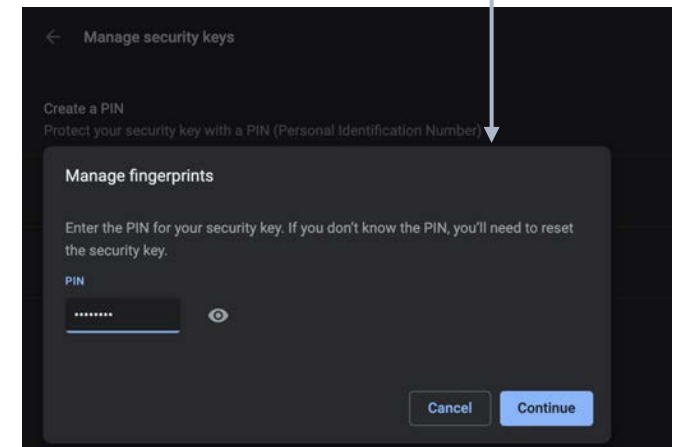 Manage security keys
Create a PIN
Protect your security key with a PIN (Personal Identification Number)
Manage fingerprints
Enter the PIN for your security key. If you don't know the PIN, you'll need to reset
the security key.
PIN
••••••••
Cancel
Continue